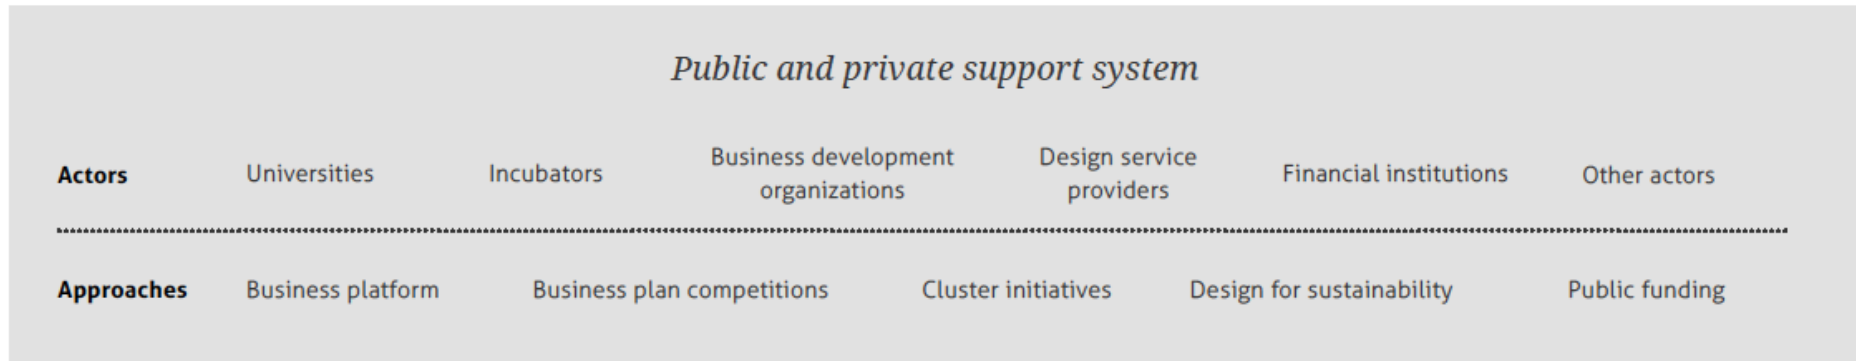 Public and private support system
Actors Universities Incubators Business development organizations Design service providers Financial institutions Other actors
Approaches Business platform Business plan competitions Cluster initiatives Design for sustainability Public funding